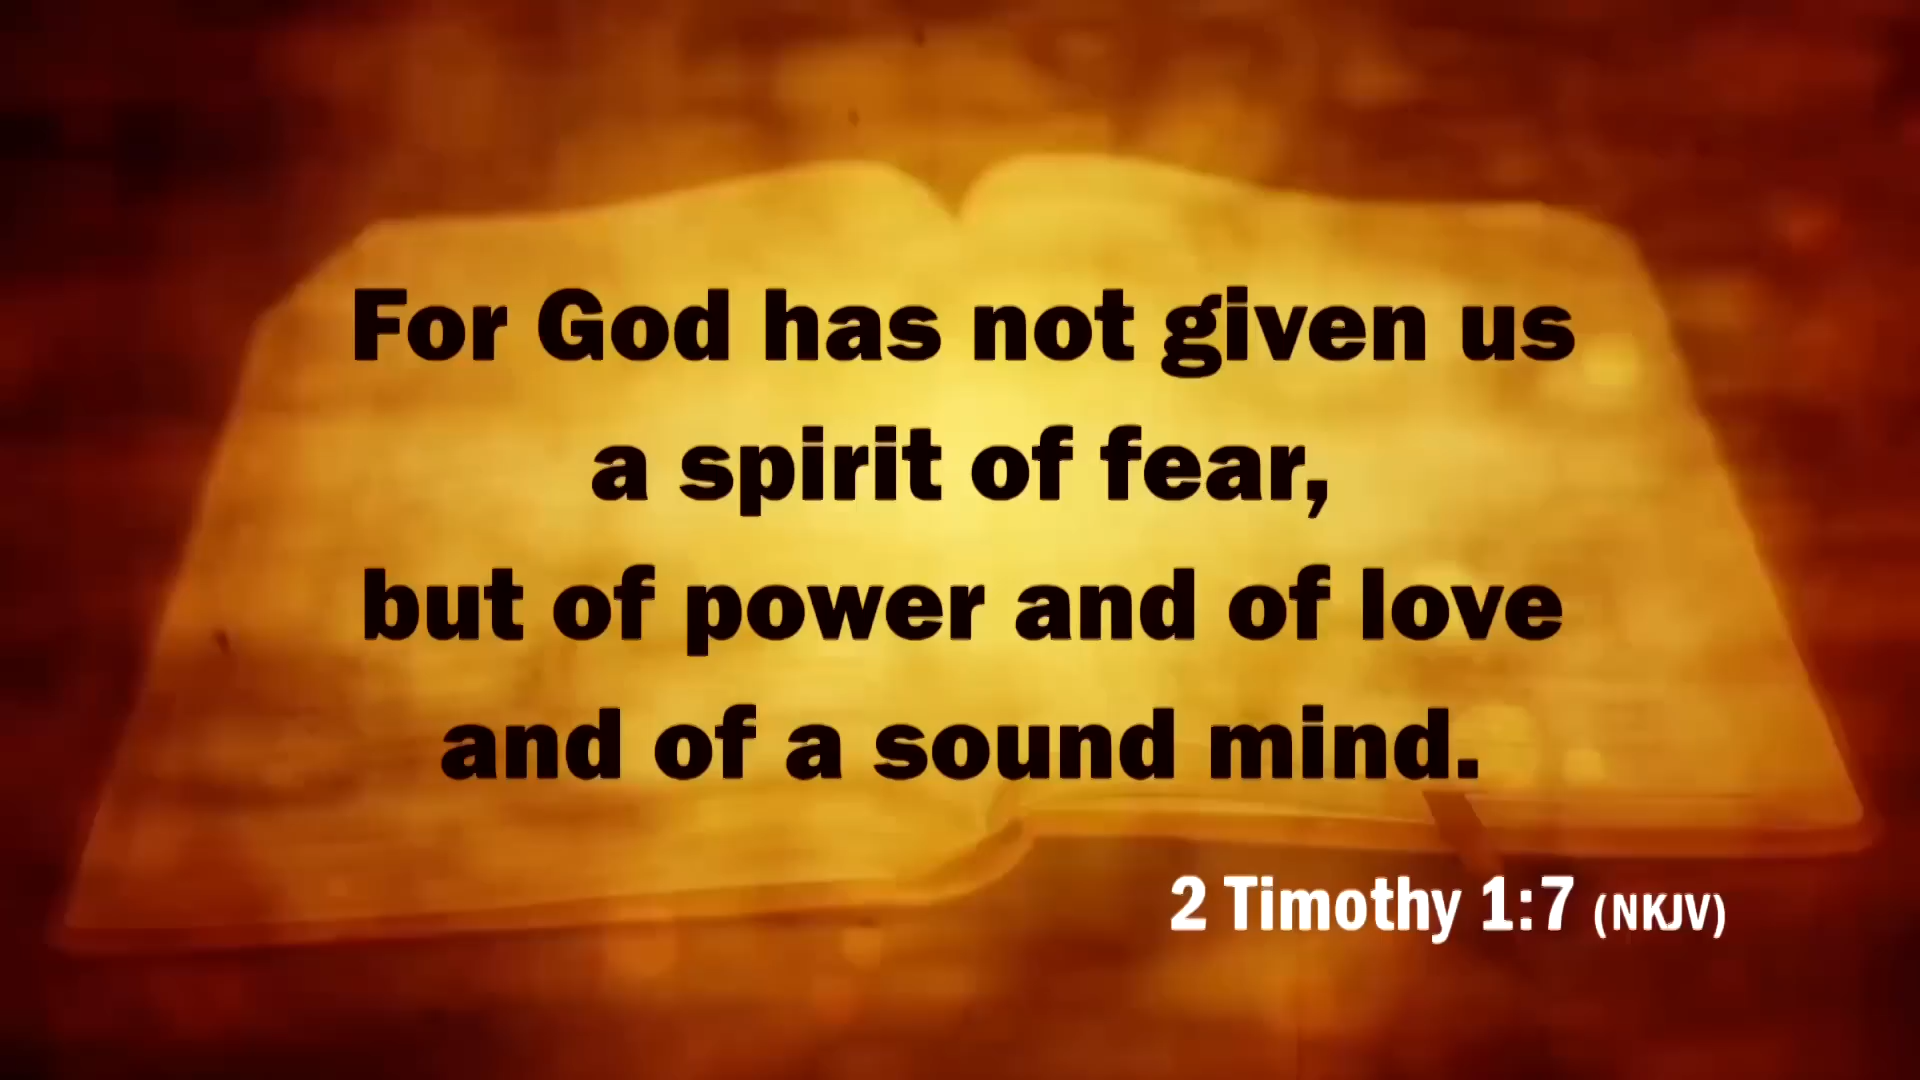 For God has not given us
a spirit of fear,
but of power and of love
and of a sound mind.
2 Timothy 1:7 (NKJV)